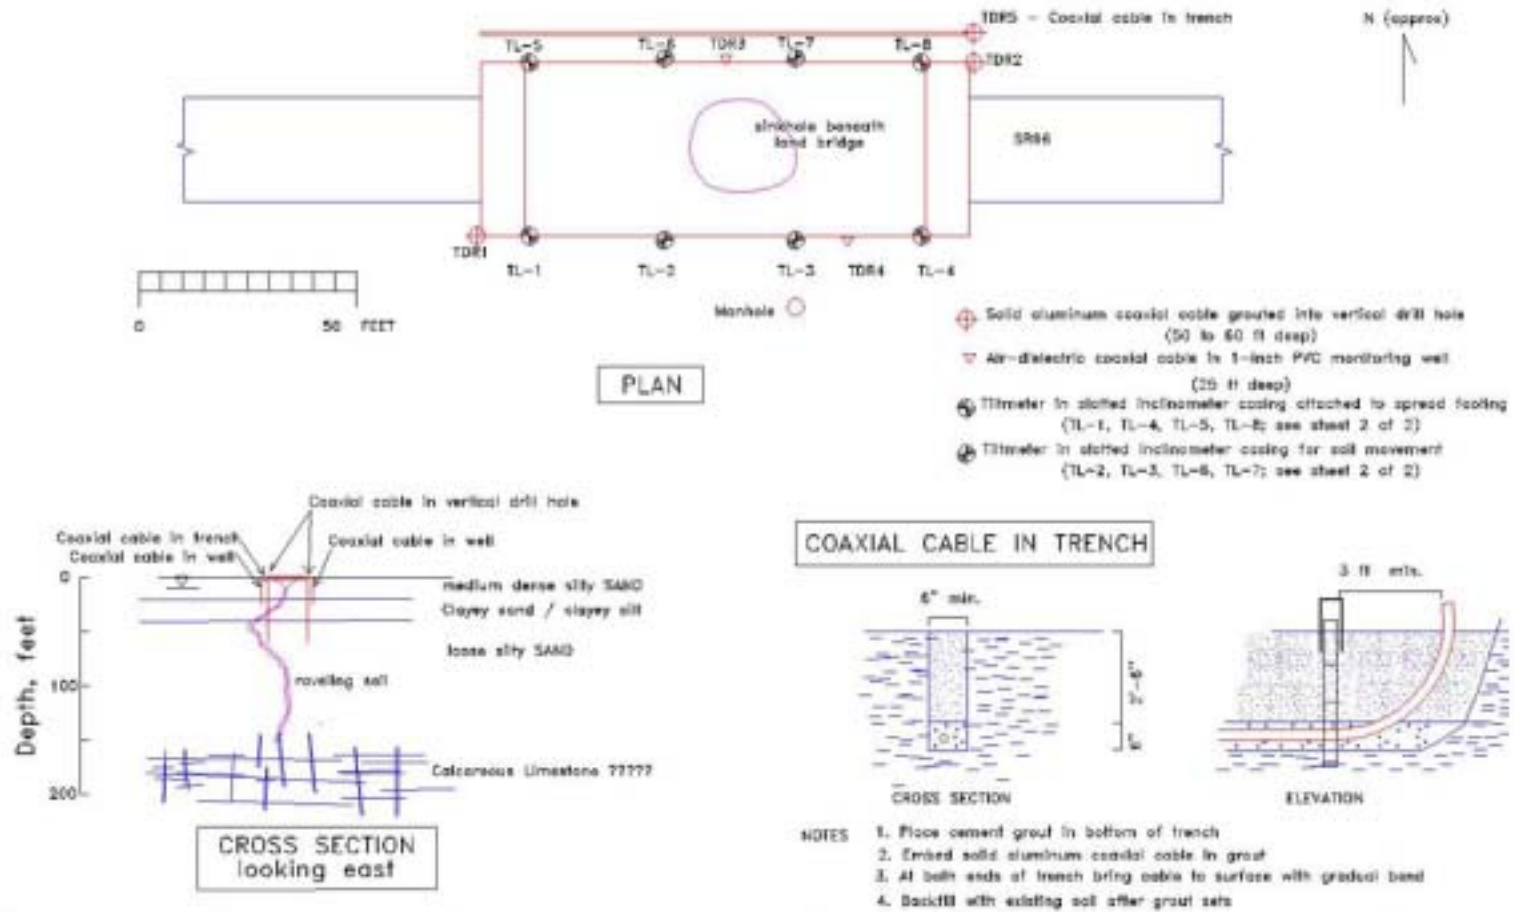 TDR5 - Coaxial cable in trench
N (approx)
TL-5
TL-6
TDR3
TL-7
TL-8
TDR2
sinkhole beneath
land bridge
TDR1
TL-1
TL-2
TL-3
TDR4
TL-4
0
50 FEET
Manhole
PLAN
Solid aluminum coaxial cable grouted into vertical drill hole
(50 to 60 ft deep)
Air-dielectric coaxial cable in 1-inch PVC monitoring well
(25 ft deep)
Tiltmeter in slotted inclinometer casing attached to spread footing
(TL-1, TL-4, TL-5, TL-8; see sheet 2 of 2)
Tiltmeter in slotted inclinometer casing for soil movement
(TL-2, TL-3, TL-6, TL-7; see sheet 2 of 2)
Coaxial cable in vertical drill hole
Coaxial cable in trench
Coaxial cable in well
Coaxial cable in well
0
100
200
Depth, feet
medium dense silty SAND
Clayey sand / clayey silt
loose silty SAND
raveling soil
Calcareous Limestone ?????
CROSS SECTION
looking east
COAXIAL CABLE IN TRENCH
6" min.
6"
3 ft min.
CROSS SECTION
ELEVATION
NOTES
1. Place cement grout in bottom of trench
2. Embed solid aluminum coaxial cable in grout
3. At both ends of trench bring cable to surface with gradual bend
4. Backfill with existing soil after grout sets